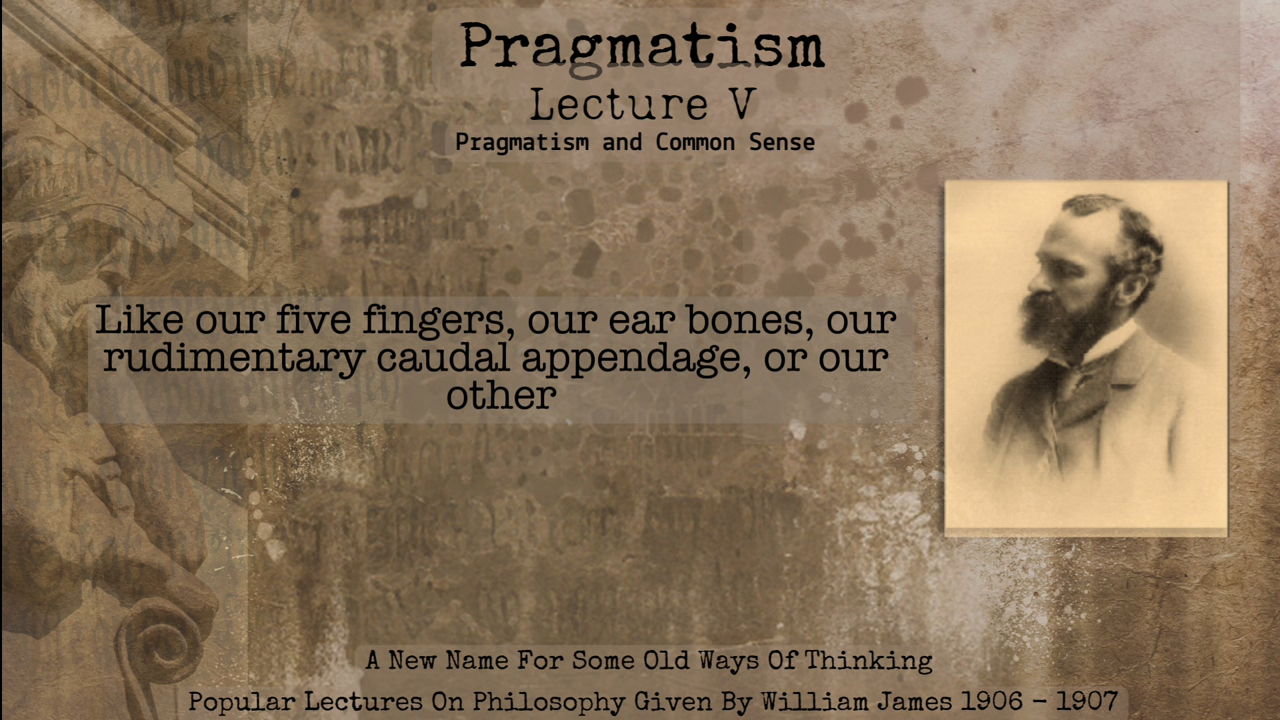 Pragmatism
Lecture V
Pragmatism and Common Sense
Like our five fingers, our ear bones, our
rudimentary caudal appendage, or our
other
A New Name For Some Old Ways Of Thinking
Popular Lectures On Philosophy Given By William James 1906 – 1907